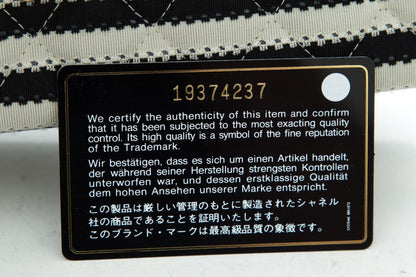 19374237
We certify the authenticity of this item and confirm
that it has been subjected to the most exacting quality
control. Its high quality is a symbol of the fine reputation
of the Trademark.
Wir bestätigen, dass es sich um einen Artikel handelt,
der während seiner Herstellung strengsten Kontrollen
unterworfen war, und dessen erstklassige Qualität
dem hohen Ansehen unserer Marke entspricht.
この製品は厳しい管理のもとに製造されたシャネル
社の商品であることを証明いたします。
このブランド・マークは最高級品質の象徴です。